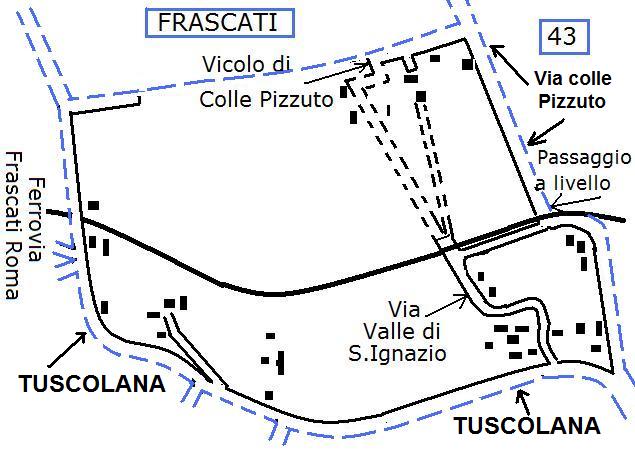 FRASCATI
43
Vicolo di
Colle Pizzuto
Via colle
Pizzuto
Passaggio
a livello
Ferrovia
Frascati Roma
Via
Valle di
S.Ignazio
TUSCOLANA
TUSCOLANA